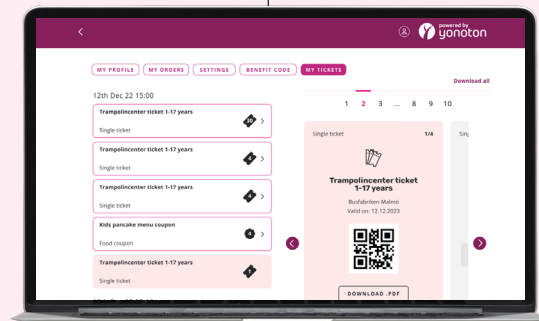 powered by
yonoton
MY PROFILE
MY ORDERS
SETTINGS
BENEFIT CODE
MY TICKETS
Download all
12th Dec 22 15:00
Trampolincenter ticket 1-17 years
Single ticket
Trampolincenter ticket 1-17 years
4
Single ticket
Trampolincenter ticket 1-17 years
4
Single ticket
Kids pancake menu coupon
4
Food coupon
Trampolincenter ticket 1-17 years
1
Single ticket
1 2 3 ... 8 9 10
Single ticket 1/4
Trampolincenter ticket
1-17 years
Busfabriken Malmö
Valid on: 12.12.2023
DOWNLOAD .PDF